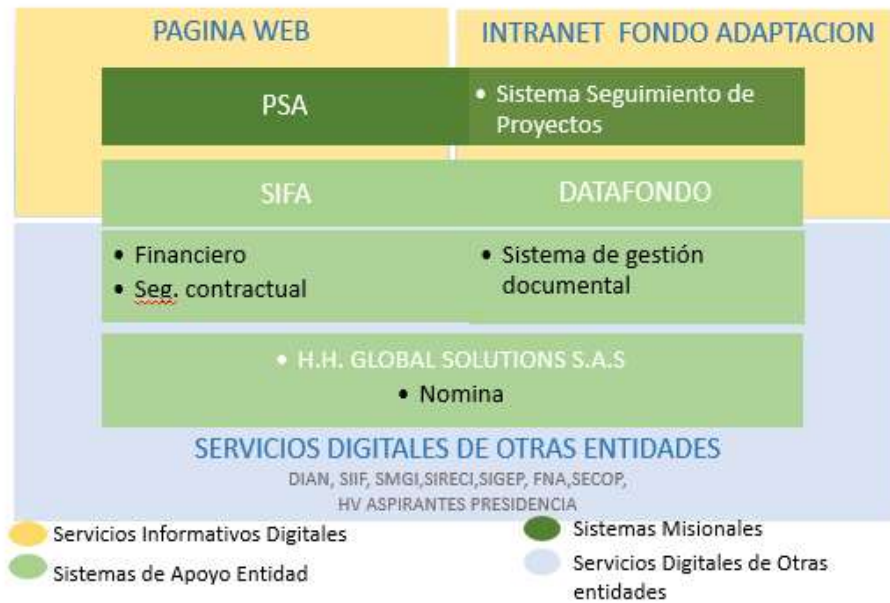 PAGINA WEB
INTRANET FONDO ADAPTACION
PSA
• Sistema Seguimiento de
Proyectos
SIFA
DATAFONDO
• Financiero
• Seg. contractual
• Sistema de gestión
documental
• H.H. GLOBAL SOLUTIONS S.A.S
• Nomina
SERVICIOS DIGITALES DE OTRAS ENTIDADES
DIAN, SIIF, SMGI,SIRECI,SIGEP, FNA,SECOP,
HV ASPIRANTES PRESIDENCIA
Servicios Informativos Digitales
Sistemas de Apoyo Entidad
Sistemas Misionales
Servicios Digitales de Otras
entidades